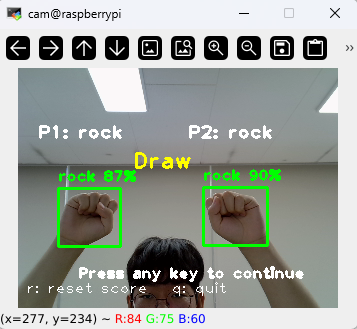 cam@raspberrypi
P1: rock P2: rock
Draw
rock 87% rock 90%
Press any key to continue
r: reset score q: quit
(x=277, y=234) ~ R:84 G:75 B:60